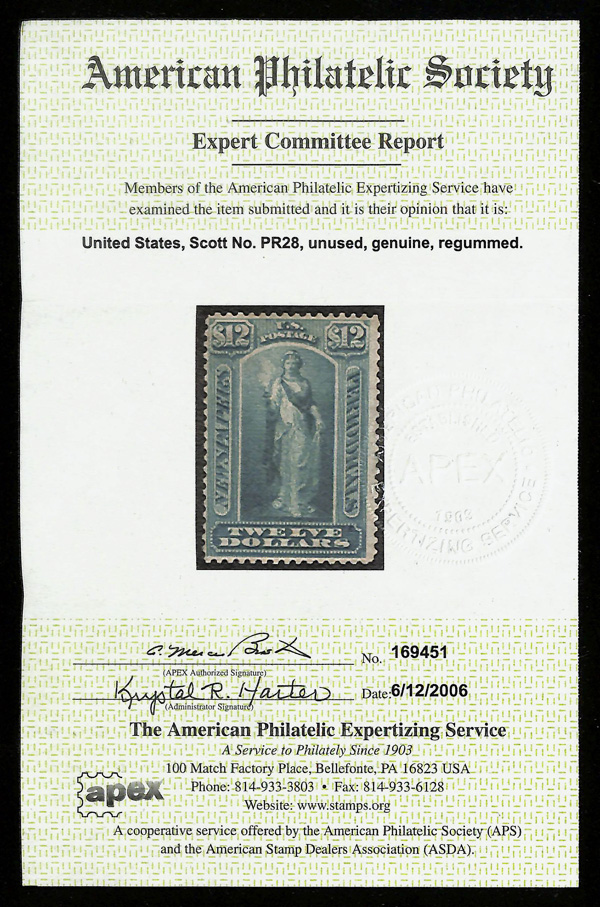 American Philatelic Society
Expert Committee Report
Members of the American Philatelic Expertizing Service have
examined the item submitted and it is their opinion that it is:
United States, Scott No. PR28, unused, genuine, regummed.
$12 U.S. POSTAGE $12
NEWSPAPERS
PERIODICALS
TWELVE
DOLLARS
APEX
1903
EXPERTIZING SERVICE
No. 169451
(APEX Authorized Signature)
Krystal R. Harter
Date: 6/12/2006
(Administrator Signature)
The American Philatelic Expertizing Service
A Service to Philately Since 1903
100 Match Factory Place, Bellefonte, PA 16823 USA
Phone: 814-933-3803 • Fax: 814-933-6128
Website: www.stamps.org
apex
A cooperative service offered by the American Philatelic Society (APS)
and the American Stamp Dealers Association (ASDA).